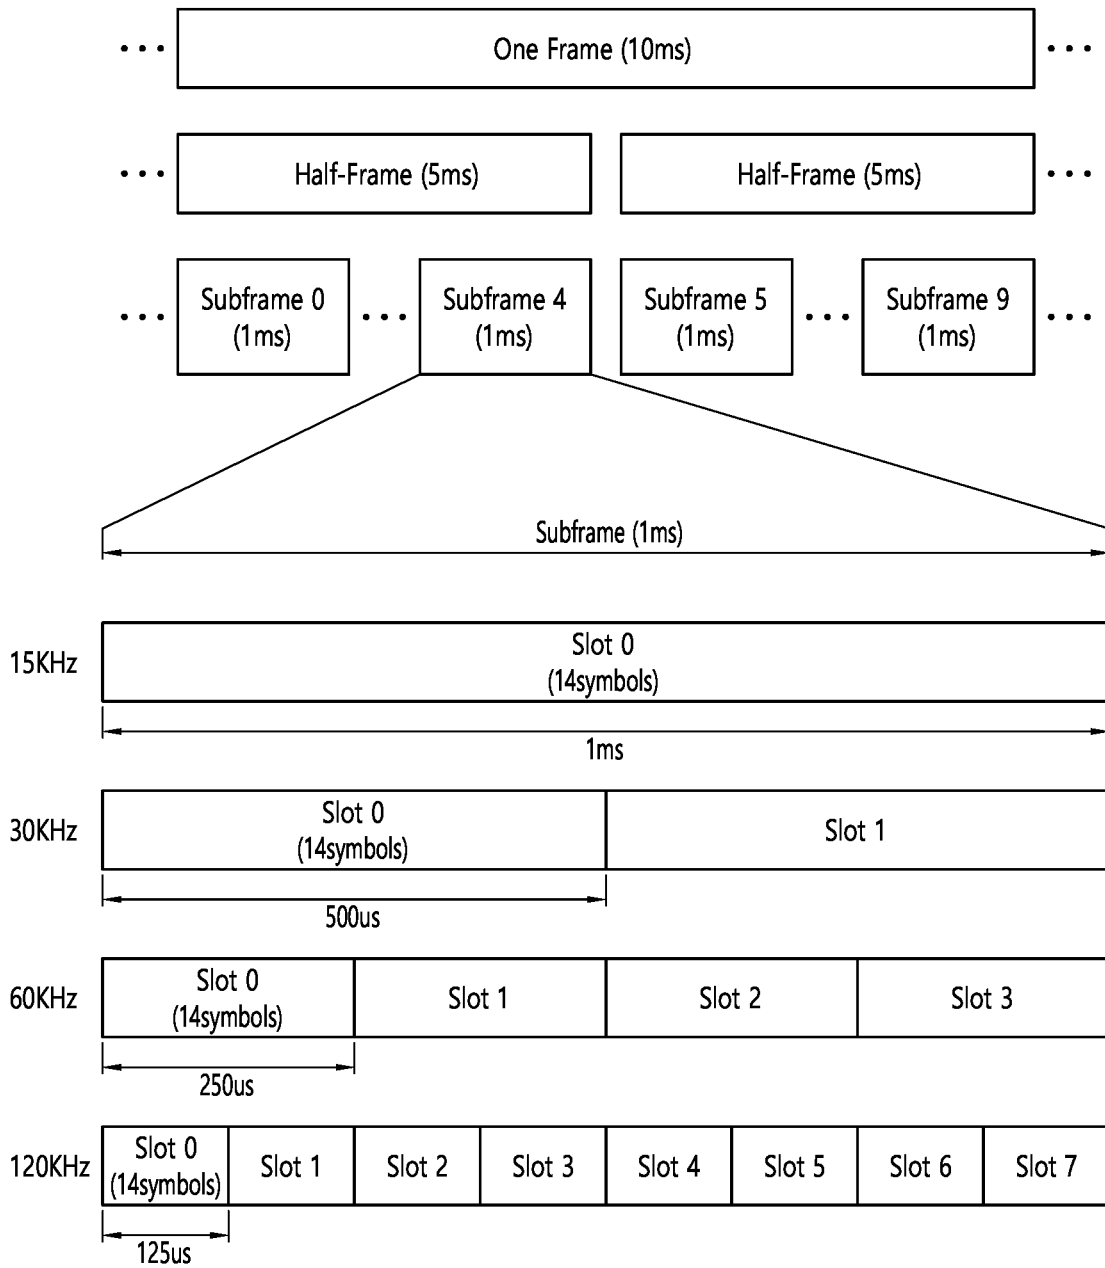 One Frame (10ms)
Half-Frame (5ms)
Half-Frame (5ms)
Subframe 0
(1ms)
Subframe 4
(1ms)
Subframe 5
(1ms)
Subframe 9
(1ms)
Subframe (1ms)
15KHz
Slot 0
(14symbols)
1ms
30KHz
Slot 0
(14symbols)
Slot 1
500us
60KHz
Slot 0
(14symbols)
Slot 1
Slot 2
Slot 3
250us
120KHz
Slot 0
(14symbols)
Slot 1
Slot 2
Slot 3
Slot 4
Slot 5
Slot 6
Slot 7
125us